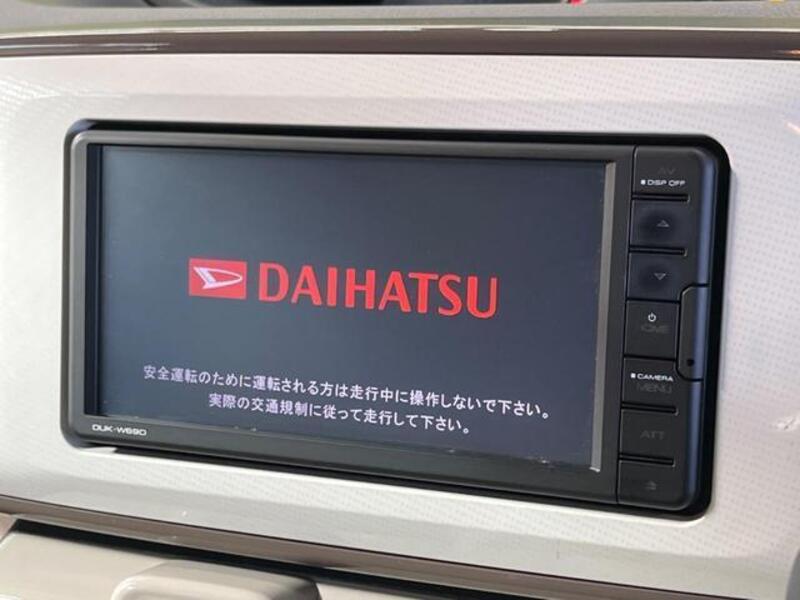 AV
DISP OFF
DAIHATSU
HOME
CAMERA
MENU
安全運転のために運転される方は走行中に操作しないで下さい。
実際の交通規制に従って走行して下さい。
DUK-W69D
ATT